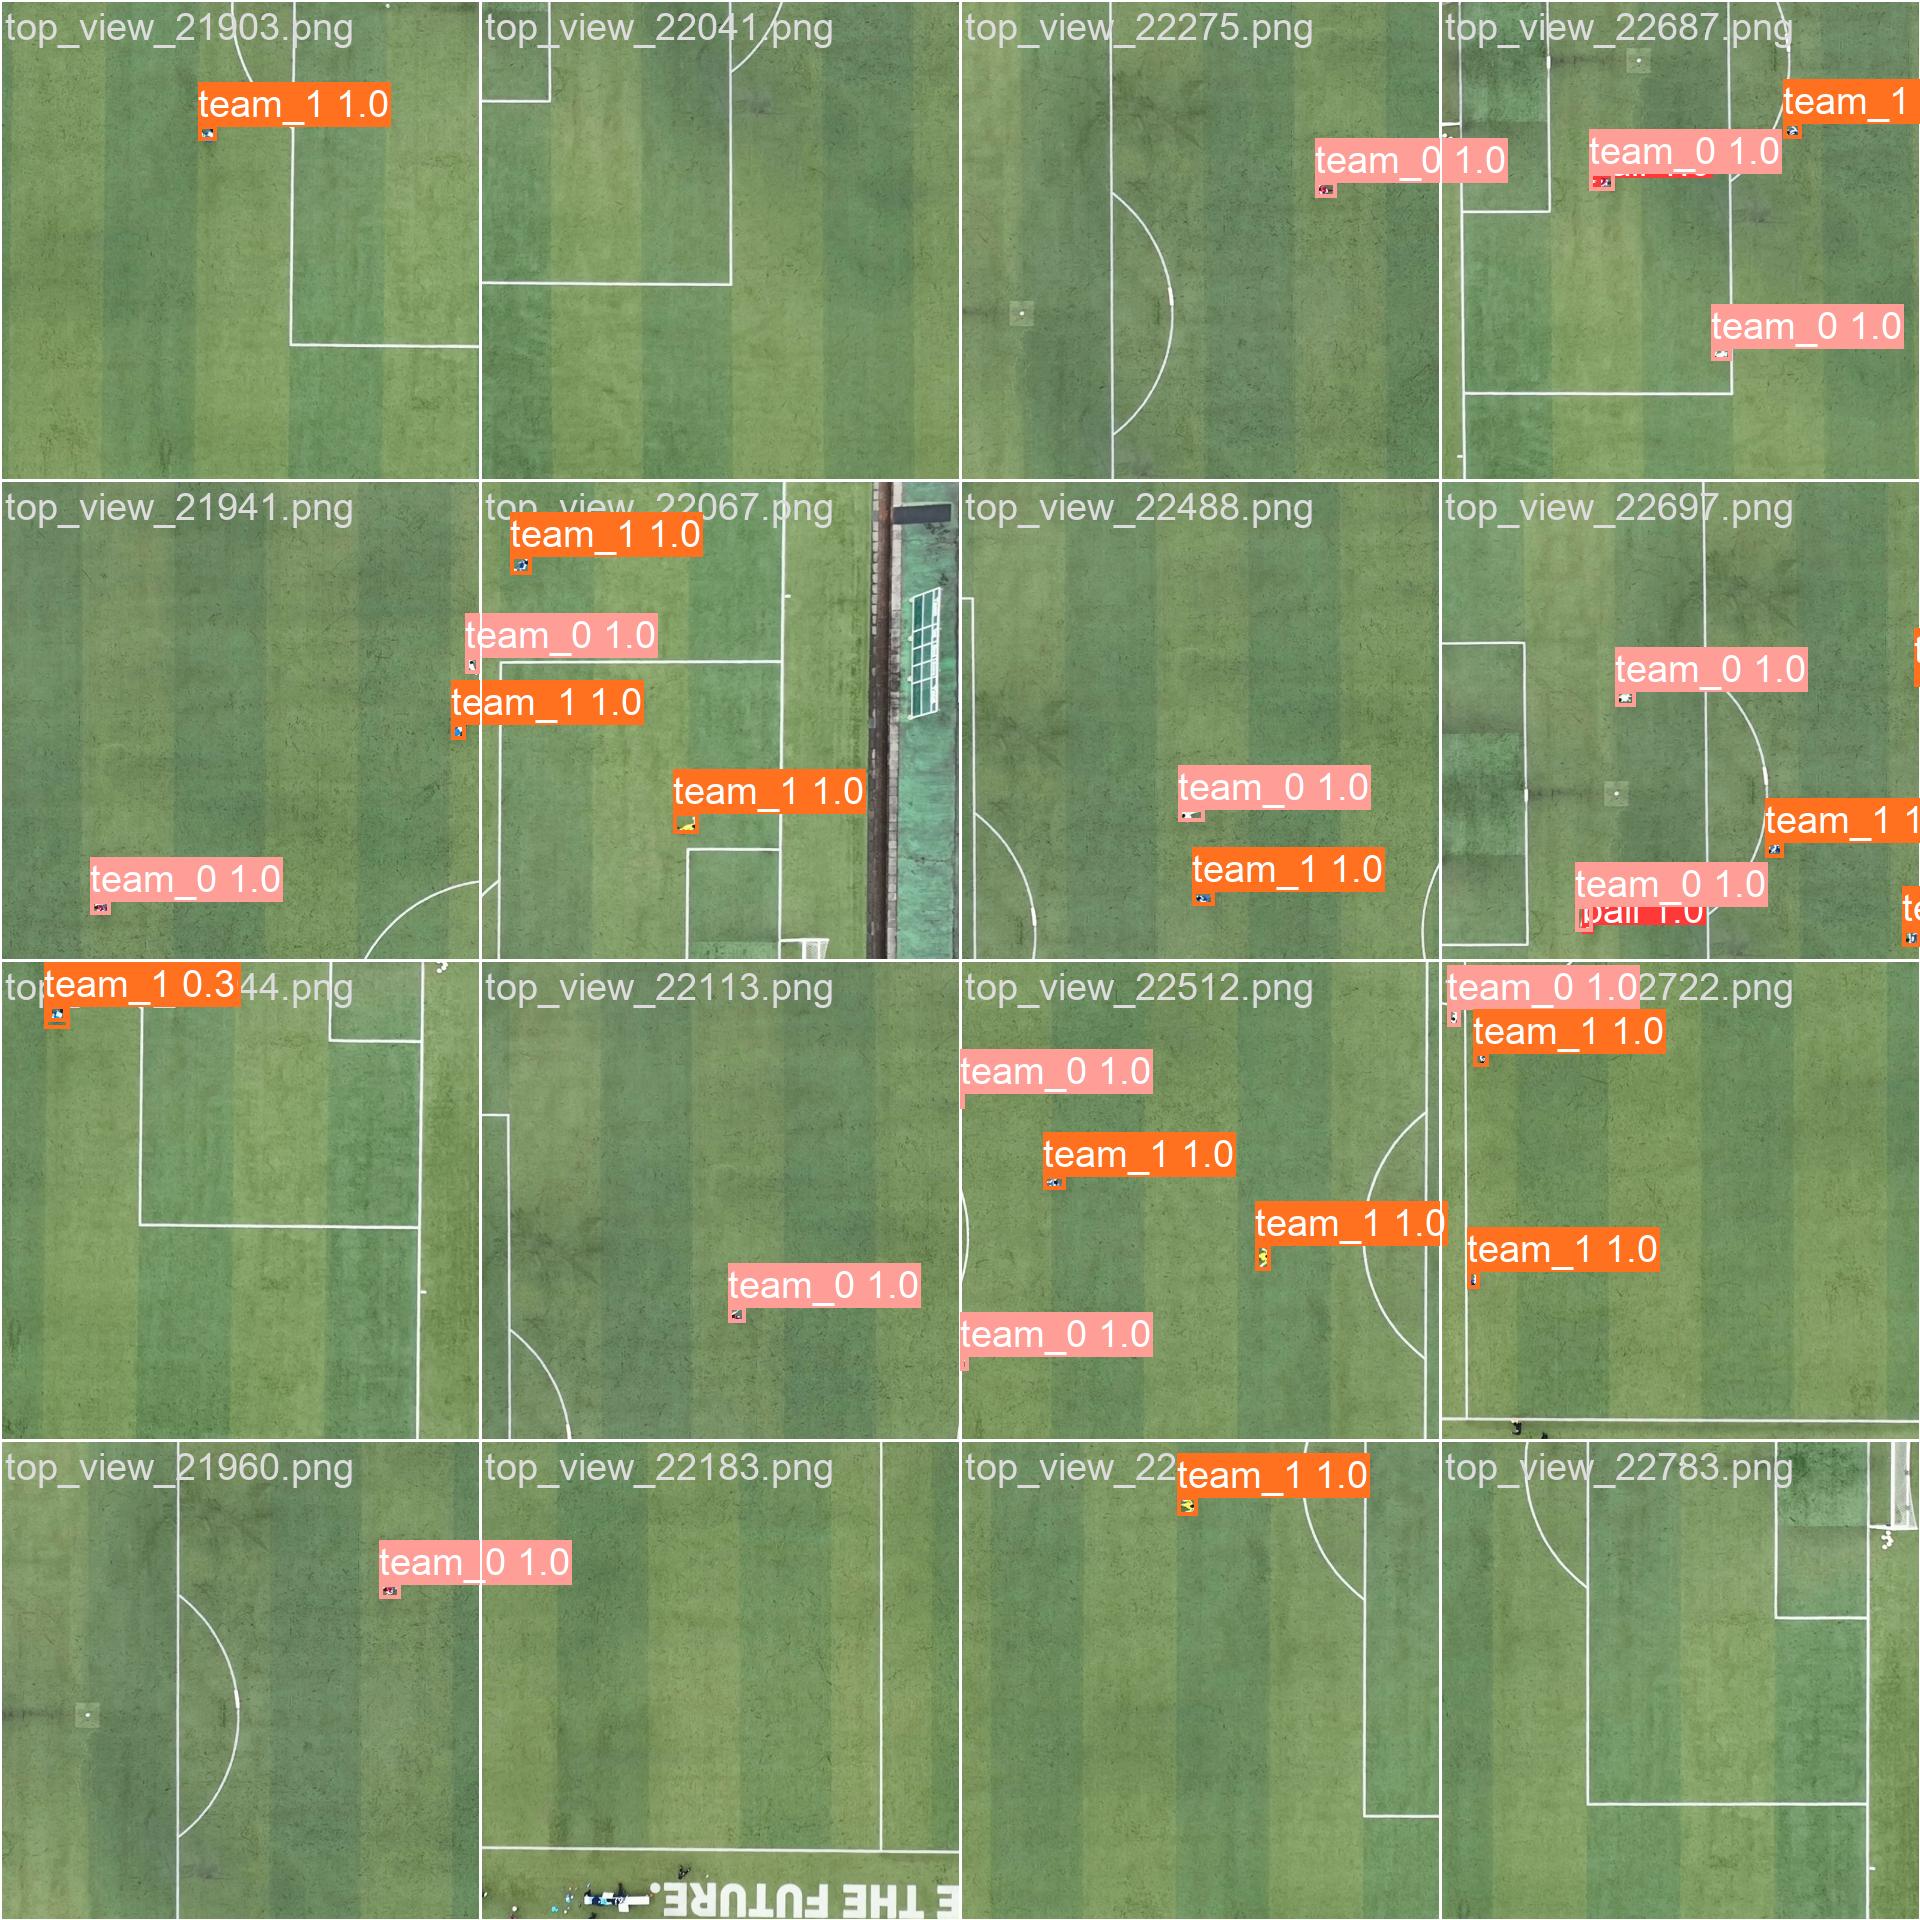 top_view_21903.png
team_1 1.0
top_view_22041.png
top_view_22275.png
team_0 1.0
top_view_22687.png
team_1
team_0 1.0
team_0 1.0
top_view_21941.png
team_0 1.0
team_1 1.0
team_0 1.0
top_view_22067.png
team_1 1.0
team_1 1.0
top_view_22488.png
team_0 1.0
team_1 1.0
top_view_22697.png
team_0 1.0
team_1 1
team_0 1.0
ball 1.0
te
team_1 0.3
44.png
top_view_22113.png
team_0 1.0
top_view_22512.png
team_0 1.0
team_1 1.0
team_1 1.0
team_0 1.0
team_0 1.0
2722.png
team_1 1.0
team_1 1.0
top_view_21960.png
team_0 1.0
top_view_22183.png
E THE FUTURE.
top_view_22
team_1 1.0
top_view_22783.png